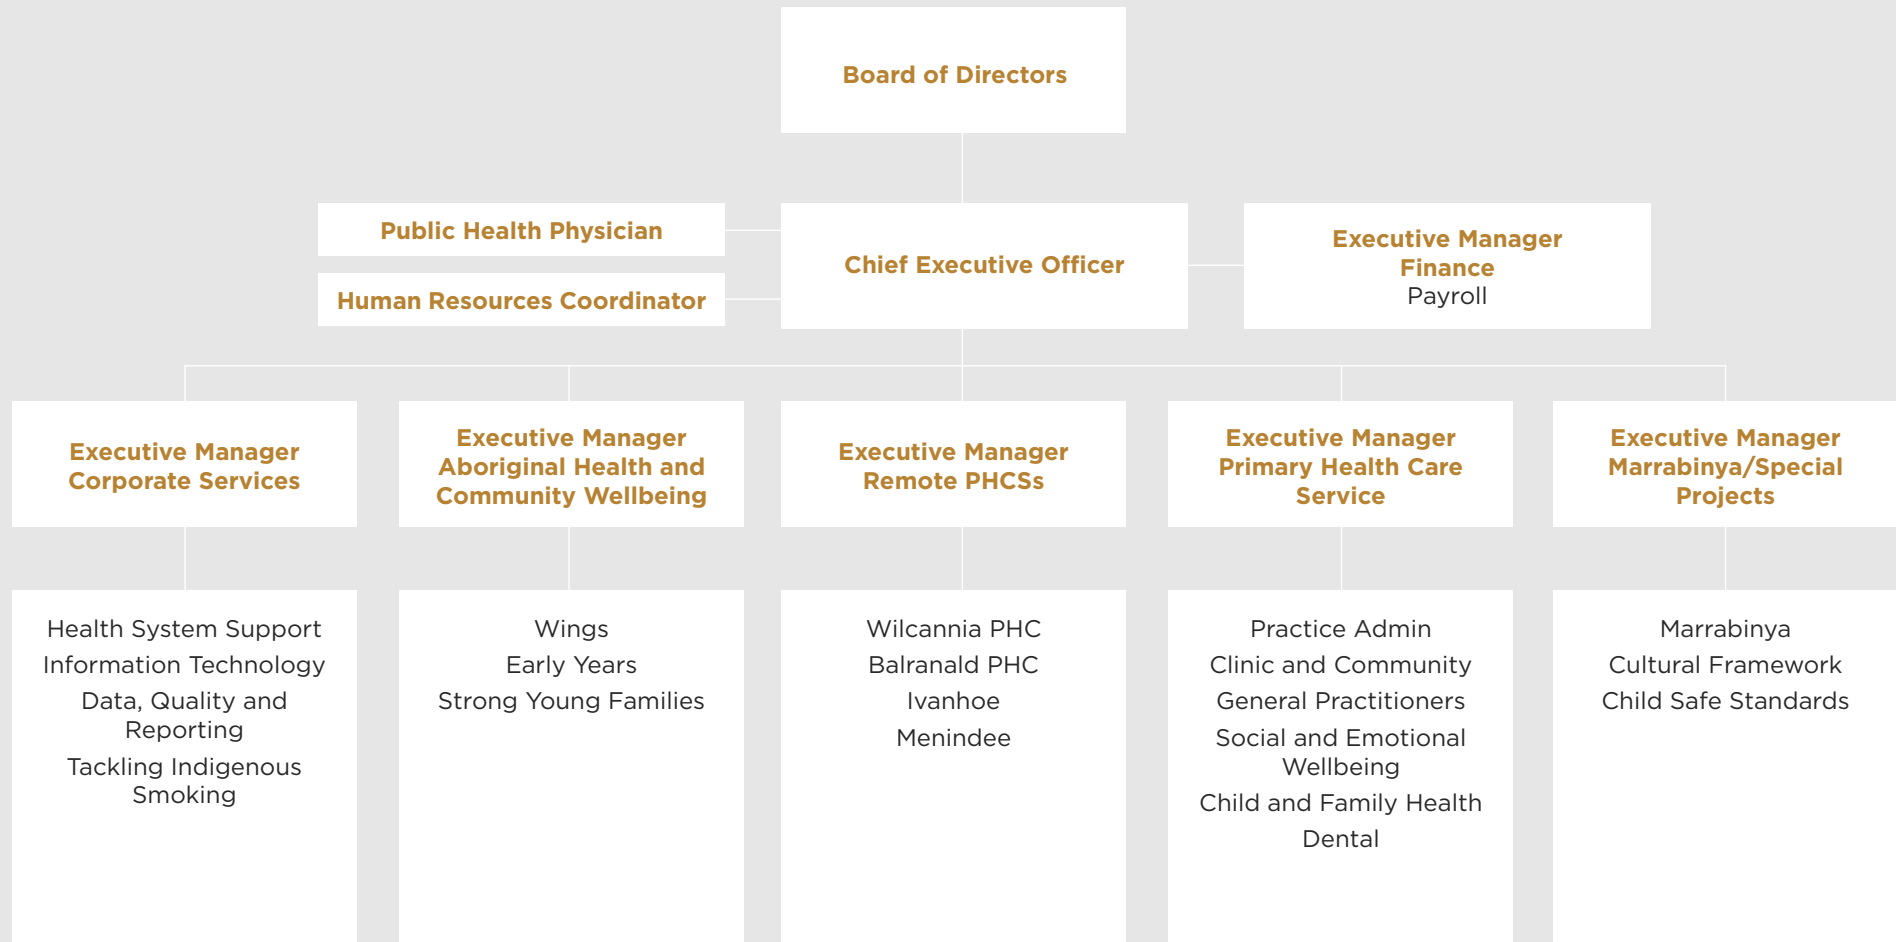 Board of Directors
Public Health Physician
Human Resources Coordinator
Chief Executive Officer
Executive Manager
Finance
Payroll
Executive Manager
Corporate Services
Executive Manager
Aboriginal Health and
Community Wellbeing
Executive Manager
Remote PHCSs
Executive Manager
Primary Health Care
Service
Executive Manager
Marrabinya/Special
Projects
Health System Support
Information Technology
Data, Quality and
Reporting
Tackling Indigenous
Smoking
Wings
Early Years
Strong Young Families
Wilcannia PHC
Balranald PHC
Ivanhoe
Menindee
Practice Admin
Clinic and Community
General Practitioners
Social and Emotional
Wellbeing
Child and Family Health
Dental
Marrabinya
Cultural Framework
Child Safe Standards